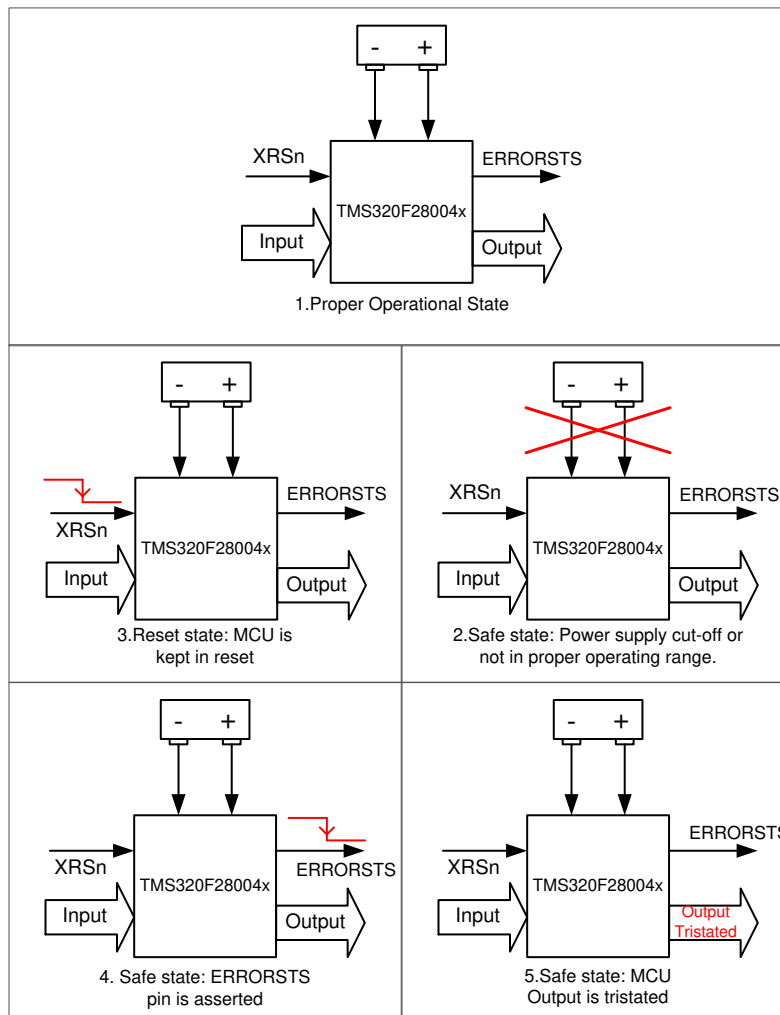 - +
XRSn
ERRORSTS
TMS320F28004x
Input
Output
1.Proper Operational State
- +
XRSn
ERRORSTS
TMS320F28004x
Input
Output
3.Reset state: MCU is
kept in reset
- +
XRSn
ERRORSTS
TMS320F28004x
Input
Output
2.Safe state: Power supply cut-off or
not in proper operating range.
- +
XRSn
ERRORSTS
TMS320F28004x
Input
Output
4. Safe state: ERRORSTS
pin is asserted
- +
XRSn
ERRORSTS
TMS320F28004x
Input
Output
Tristated
5.Safe state: MCU
Output is tristated